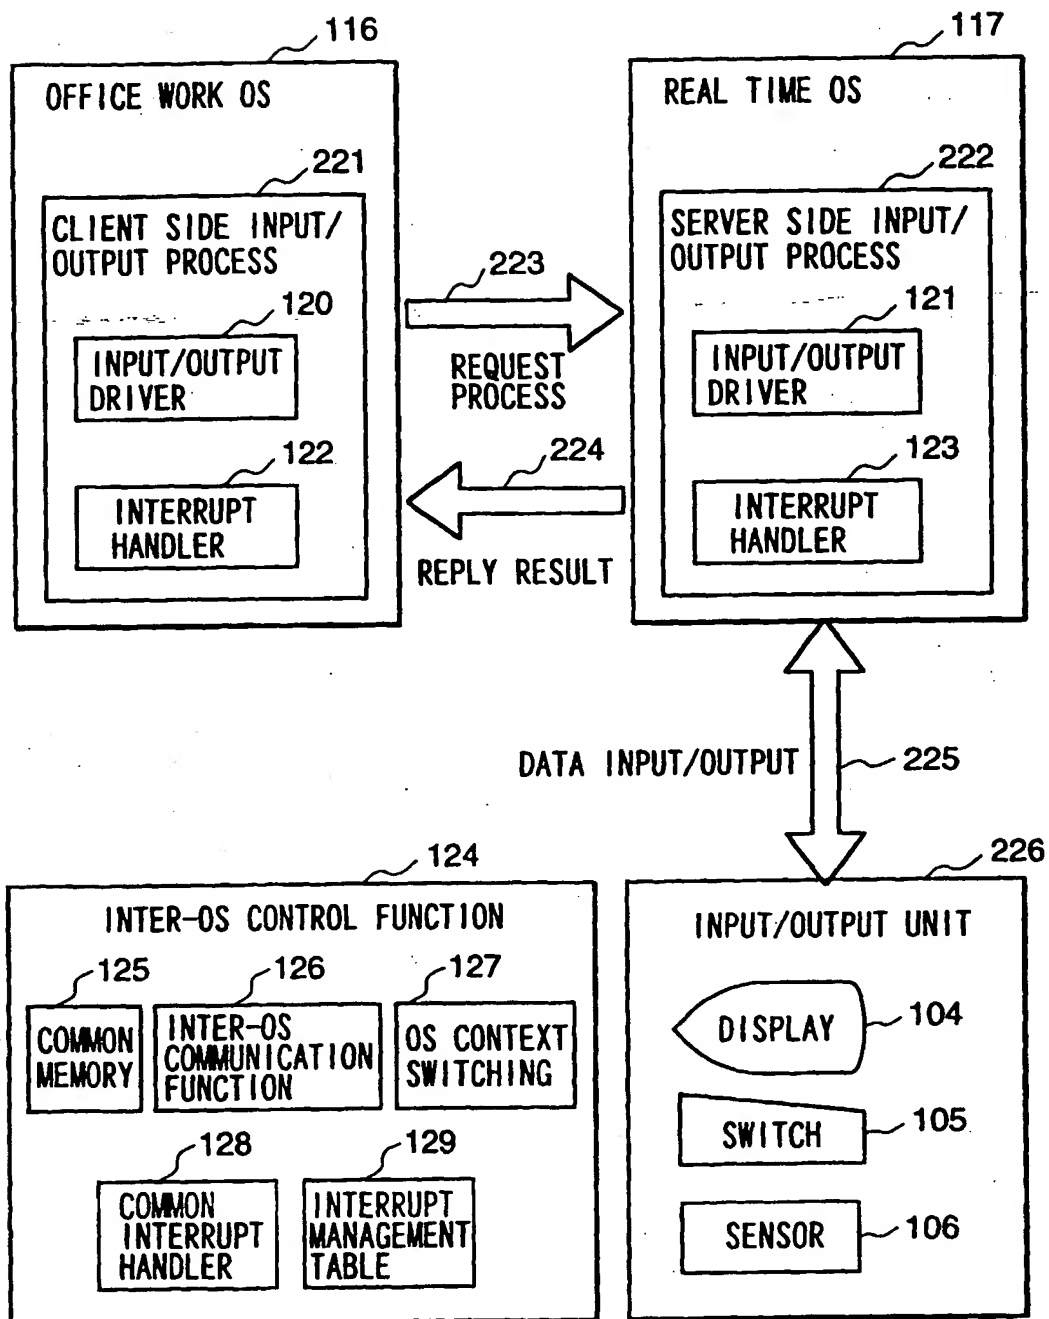 116
117
OFFICE WORK OS
REAL TIME OS
221
222
CLIENT SIDE INPUT/
OUTPUT PROCESS
SERVER SIDE INPUT/
OUTPUT PROCESS
223
120
121
INPUT/OUTPUT
DRIVER
REQUEST
PROCESS
INPUT/OUTPUT
DRIVER
122
224
123
INTERRUPT
HANDLER
REPLY RESULT
INTERRUPT
HANDLER
DATA INPUT/OUTPUT
225
124
226
INTER-OS CONTROL FUNCTION
INPUT/OUTPUT UNIT
125
126
127
COMMON
MEMORY
INTER-OS
COMMUNICATION
FUNCTION
OS CONTEXT
SWITCHING
DISPLAY
104
SWITCH
105
128
129
COMMON
INTERRUPT
HANDLER
INTERRUPT
MANAGEMENT
TABLE
SENSOR
106